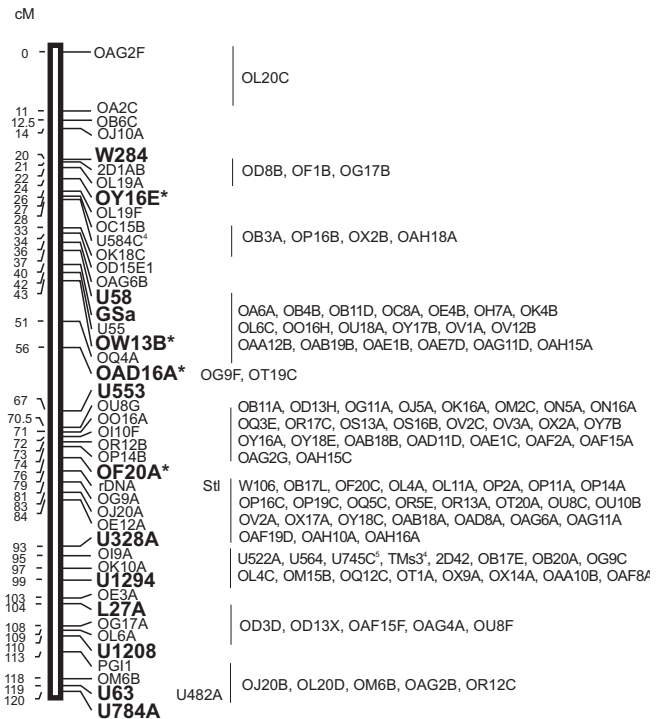 cM
0 OAG2F
OL20C
11 OA2C
12.5 OB6C
14 OJ10A
20 W284
21 2D1AB
22 OL19A
24 OY16E*
26 OL19F
27 OC15B
28 U584C⁴
33 OK18C
34 OD15E1
36 OAG6B
37 U58
40 GSa
42 U55
43 OW13B*
51 OQ4A
56 OAD16A*
OD8B, OF1B, OG17B
OB3A, OP16B, OX2B, OAH18A
OA6A, OB4B, OB11D, OC8A, OE4B, OH7A, OK4B
OL6C, OO16H, OU18A, OY17B, OV1A, OV12B
OAA12B, OAB19B, OAE1B, OAE7D, OAG11D, OAH15A
OG9F, OT19C
67 U553
70.5 OU8G
71 OO16A
72 OI10F
73 OR12B
74 OP14B
76 OF20A*
79 rDNA
81 OG9A
83 OJ20A
84 OE12A
93 U328A
95 OI9A
97 OK10A
99 U1294
OB11A, OD13H, OG11A, OJ5A, OK16A, OM2C, ON5A, ON16A
OQ3E, OR17C, OS13A, OS16B, OV2C, OV3A, OX2A, OY7B
OY16A, OY18E, OAB18B, OAD11D, OAE1C, OAF2A, OAF15A
OAG2G, OAH15C
Stl W106, OB17L, OF20C, OL4A, OL11A, OP2A, OP11A, OP14A
OP16C, OP19C, OQ5C, OR5E, OR13A, OT20A, OU8C, OU10B
OV2A, OX17A, OY18C, OAB18A, OAD8A, OAG6A, OAG11A
OAF19D, OAH10A, OAH16A
U522A, U564, U745C⁵, TMs3⁴, 2D42, OB17E, OB20A, OG9C
OL4C, OM15B, OQ12C, OT1A, OX9A, OX14A, OAA10B, OAF8A
103 OE3A
104 L27A
108 OG17A
109 OL6A
110 U1208
113 PGI1
OD3D, OD13X, OAF15F, OAG4A, OU8F
118 OM6B
119 U63
120 U784A
U482A OJ20B, OL20D, OM6B, OAG2B, OR12C